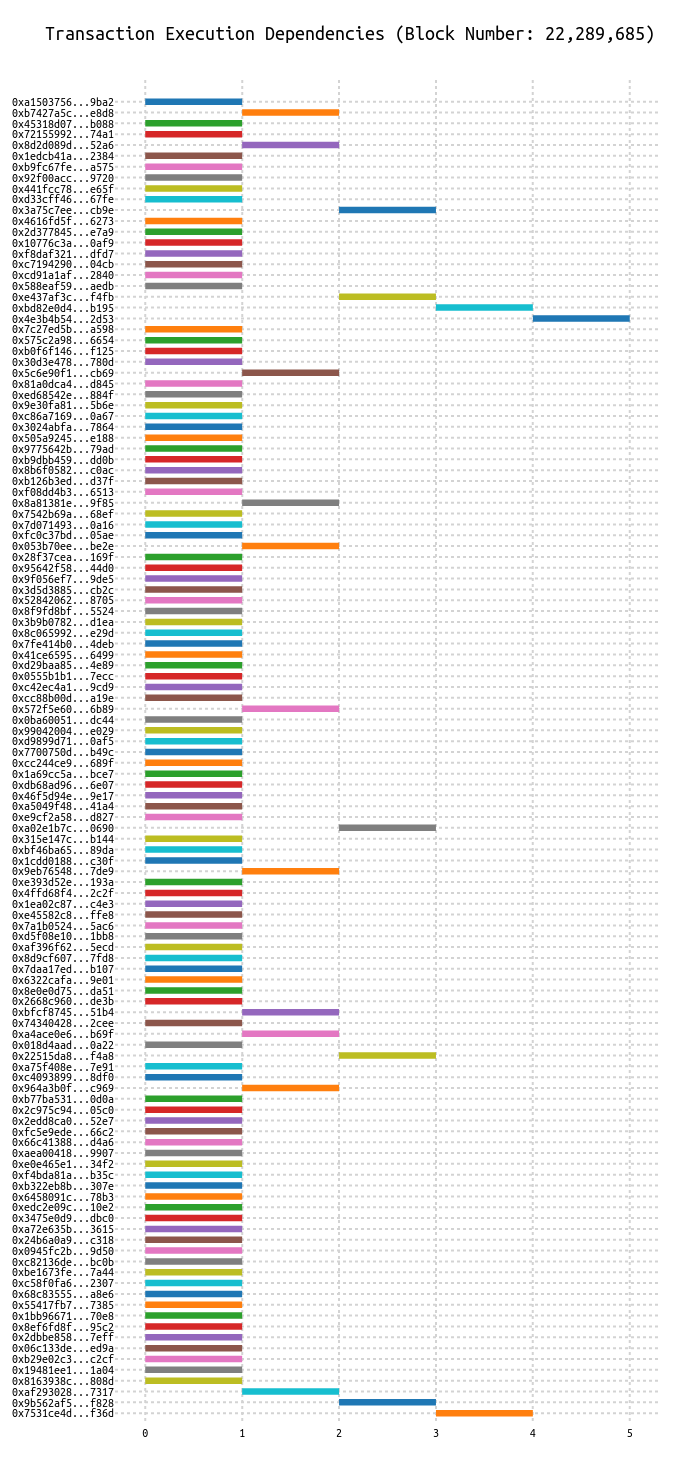 Transaction Execution Dependencies (Block Number: 22,289,685)
0xa1503756...9ba2
0xb7427a5c...e8d8
0x45318d07...b088
0x72155992...74a1
0x8d2d089d...52a6
0x1edcb41a...2384
0xb9fc67fe...a575
0x92f00acc...9720
0x441fcc78...e65f
0xd33cff46...67fe
0x3a75c7ee...cb9e
0x4616fd5f...6273
0x2d377845...e7a9
0x10776c3a...0af9
0xf8daf321...dfd7
0xc7194290...04cb
0xcd91a1af...2840
0x588eaf59...aedb
0xe437af3c...f4fb
0xbd82e0d4...b195
0x4e3b4b54...2d53
0x7c27ed5b...a598
0x575c2a98...6654
0xb0f6f146...f125
0x30d3e478...780d
0x5c6e90f1...cb69
0x81a0dca4...d845
0xed68542e...884f
0x9e30fa81...5b6e
0xc86a7169...0a67
0x3024abfa...7864
0x505a9245...e188
0x9775642b...79ad
0xb9dbb459...dd0b
0x8b6f0582...c0ac
0xb126b3ed...d37f
0xf08dd4b3...6513
0x8a81381e...9f85
0x7542b69a...68ef
0x7d071493...0a16
0xfc0c37bd...05ae
0x053b70ee...be2e
0x28f37cea...169f
0x95642f58...44d0
0x9f056ef7...9de5
0x3d5d3885...cb2c
0x52842062...8705
0x8f9fd8bf...5524
0x3b9b0782...d1ea
0x8c065992...e29d
0x7fe414b0...4deb
0x41ce6595...6499
0xd29baa85...4e89
0x0555b1b1...7ecc
0xc42ec4a1...9cd9
0xcc88b00d...a19e
0x572f5e60...6b89
0x0ba60051...dc44
0x99042004...e029
0xd9899d71...0af5
0x7700750d...b49c
0xcc244ce9...689f
0x1a69cc5a...bce7
0xdb68ad96...6e07
0x46f5d94e...9e17
0xa5049f48...41a4
0xe9cf2a58...d827
0xa02e1b7c...0690
0x315e147c...b144
0xbf46ba65...89da
0x1cdd0188...c30f
0x9eb76548...7de9
0xe393d52e...193a
0x4ffd68f4...2c2f
0x1ea02c87...c4e3
0xe45582c8...ffe8
0x7a1b0524...5ac6
0xd5f08e10...1bb8
0xaf396f62...5ecd
0x8d9cf607...7fd8
0x7daa17ed...b107
0x6322cafa...9e01
0x8e0e0d75...da51
0x2668c960...de3b
0xbfcf8745...51b4
0x74340428...2cee
0xa4ace0e6...b69f
0x018d4aad...0a22
0x22515da8...f4a8
0xa75f408e...7e91
0xc4093899...8df0
0x964a3b0f...c969
0xb77ba531...0d0a
0x2c975c94...05c0
0x2edd8ca0...52e7
0xfc5e9ede...66c2
0x66c41388...d4a6
0xaea00418...9907
0xe0e465e1...34f2
0xf4bda81a...b35c
0xb322eb8b...307e
0x6458091c...78b3
0xedc2e09c...10e2
0x3475e0d9...dbc0
0xa72e635b...3615
0x24b6a0a9...c318
0x0945fc2b...9d50
0xc82136de...bc0b
0xbe1673fe...7a44
0xc58f0fa6...2307
0x68c83555...a8e6
0x55417fb7...7385
0x1bb96671...70e8
0x8ef6fd8f...95c2
0x2dbbe858...7eff
0x06c133de...ed9a
0xb29e02c3...c2cf
0x19481ee1...1a04
0x8163938c...808d
0xaf293028...7317
0x9b562af5...f828
0x7531ce4d...f36d
0 1 2 3 4 5